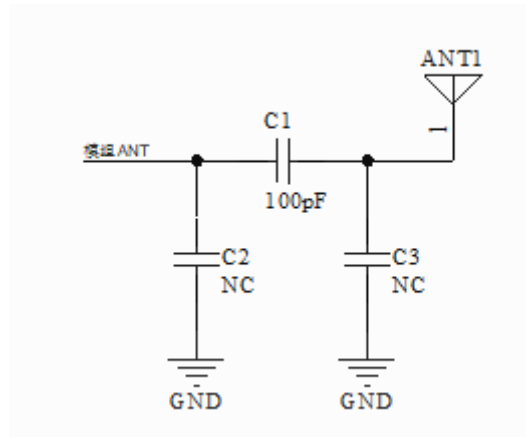 ANT1
1
C1
模组ANT
100pF
C2
NC
C3
NC
GND
GND